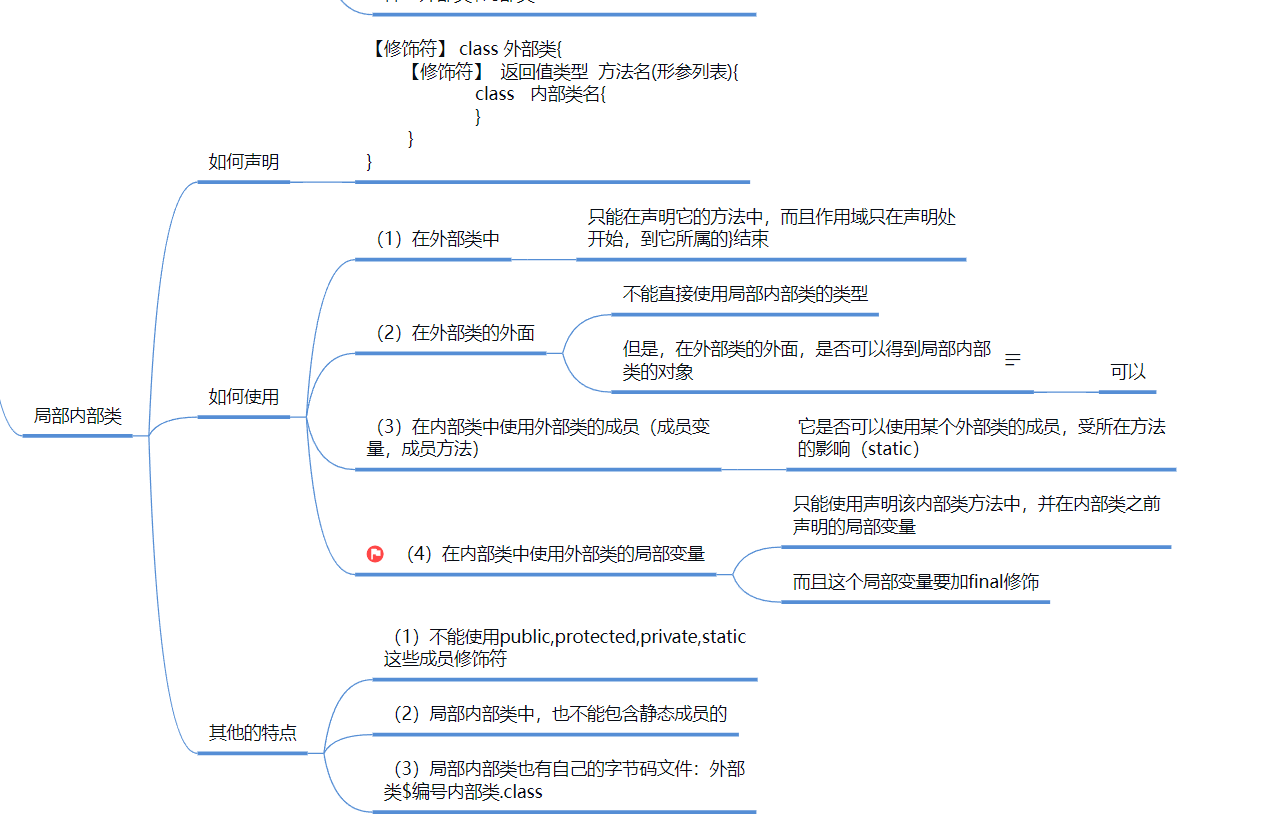 【修饰符】 class 外部类{
【修饰符】 返回值类型 方法名(形参列表){
class 内部类名{
}
}
}
如何声明
（1）在外部类中
只能在声明它的方法中，而且作用域只在声明处
开始，到它所属的}结束
（2）在外部类的外面
不能直接使用局部内部类的类型
但是，在外部类的外面，是否可以得到局部内部
类的对象
可以
如何使用
局部内部类
（3）在内部类中使用外部类的成员（成员变
量，成员方法）
它是否可以使用某个外部类的成员，受所在方法
的影响（static）
（4）在内部类中使用外部类的局部变量
只能使用声明该内部类方法中，并在内部类之前
声明的局部变量
而且这个局部变量要加final修饰
其他的特点
（1）不能使用public,protected,private,static
这些成员修饰符
（2）局部内部类中，也不能包含静态成员的
（3）局部内部类也有自己的字节码文件：外部
类$编号内部类.class